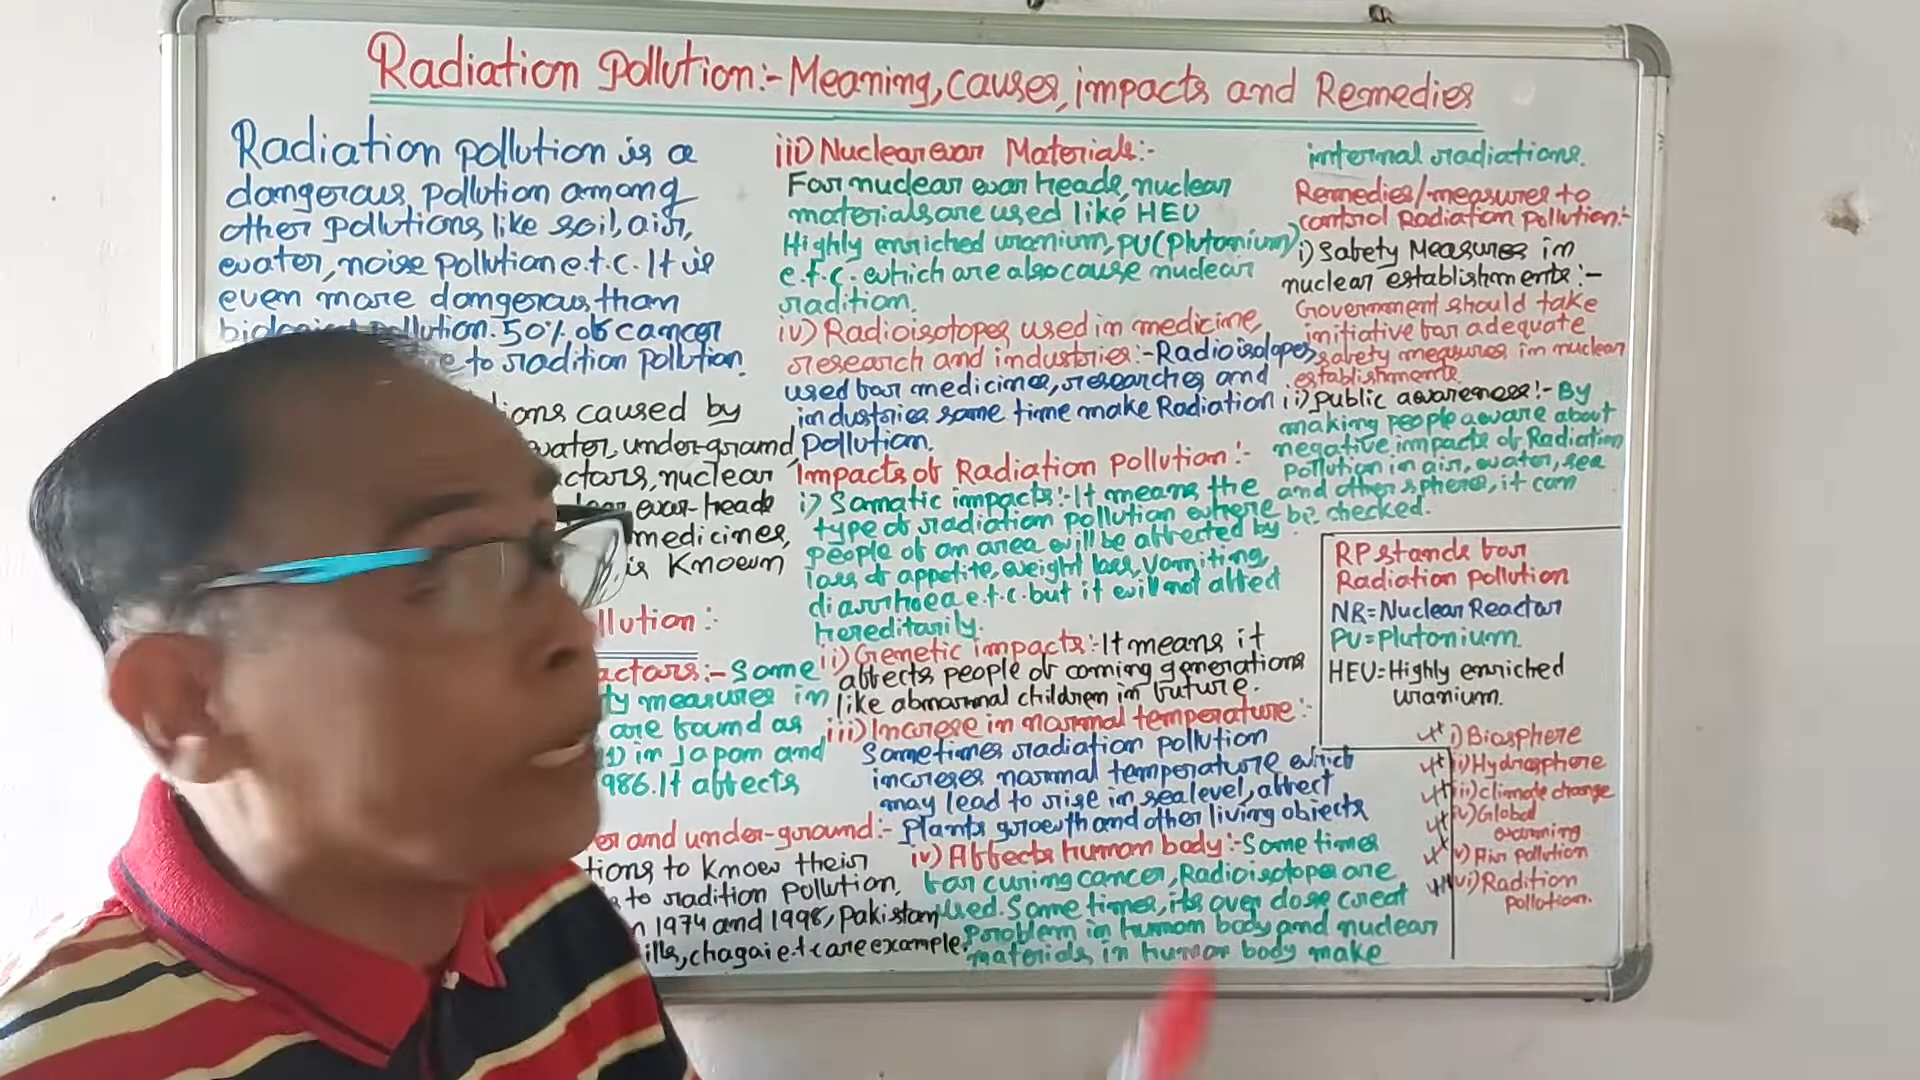 Radiation Pollution:- Meaning, causes, impacts and Remedies
Radiation pollution is a
dangerous pollution among
other pollutions like soil, air,
water, noise pollution e.t.c. It is
even more dangerous than
pollution. 50% of cancer
e to radition pollution.
ions caused by
water, under-ground
actors, nuclear
war-heads
medicines,
is known
llution:
actors:- Some
ty measures in
are found as
1) in Japan and
986. It affects
er and under-ground:-
tions to know their
to radition pollution.
n 1974 and 1998, Pakistan
ills, chagai e.t.c are example.
iii) Nuclear war Materials:-
For nuclear war heads, nuclear
materials are used like HEU
Highly enriched uranium, PU (Plutonium)
e.t.c. which are also cause nuclear
radition.
iv) Radioisotopes used in medicine,
research and industries:- Radioisotopes
used for medicines, researches and
industries some time make Radiation
pollution.
Impacts of Radiation Pollution:-
i) Somatic impacts:- It means the
type of radiation pollution where
people of an area will be affected by
loss of appetite, weight loss, vomiting,
diarrhoea e.t.c. but it will not affect
hereditarily.
ii) Genetic impacts:- It means it
affects people of coming generations
like abnormal children in future.
iii) Increse in normal temperature:-
Sometimes radiation pollution
increses normal temperature which
may lead to rise in sea level, affect
plants growth and other living objects
iv) Affects human body:- Some times
for curing cancer, Radioisotopes are
used. Some times, its over dose creat
problem in human body and nuclear
materials in human body make
internal radiations.
Remedies/measures to
control Radiation pollution:-
i) Safety Measures in
nuclear establishments:-
Government should take
initiative for adequate
safety measures in nuclear
establishments.
ii) public awareness:- By
making people aware about
negative impacts of Radiation
pollution in air, water, sea
and other spheres, it can
be checked.
RP stands for
Radiation pollution
NR = Nuclear Reactor
PU = Plutonium.
HEU = Highly enriched
uranium.
i) Biosphere
ii) Hydrosphere
iii) climate change
iv) Global
warming
v) Air pollution
vi) Radition
pollution.